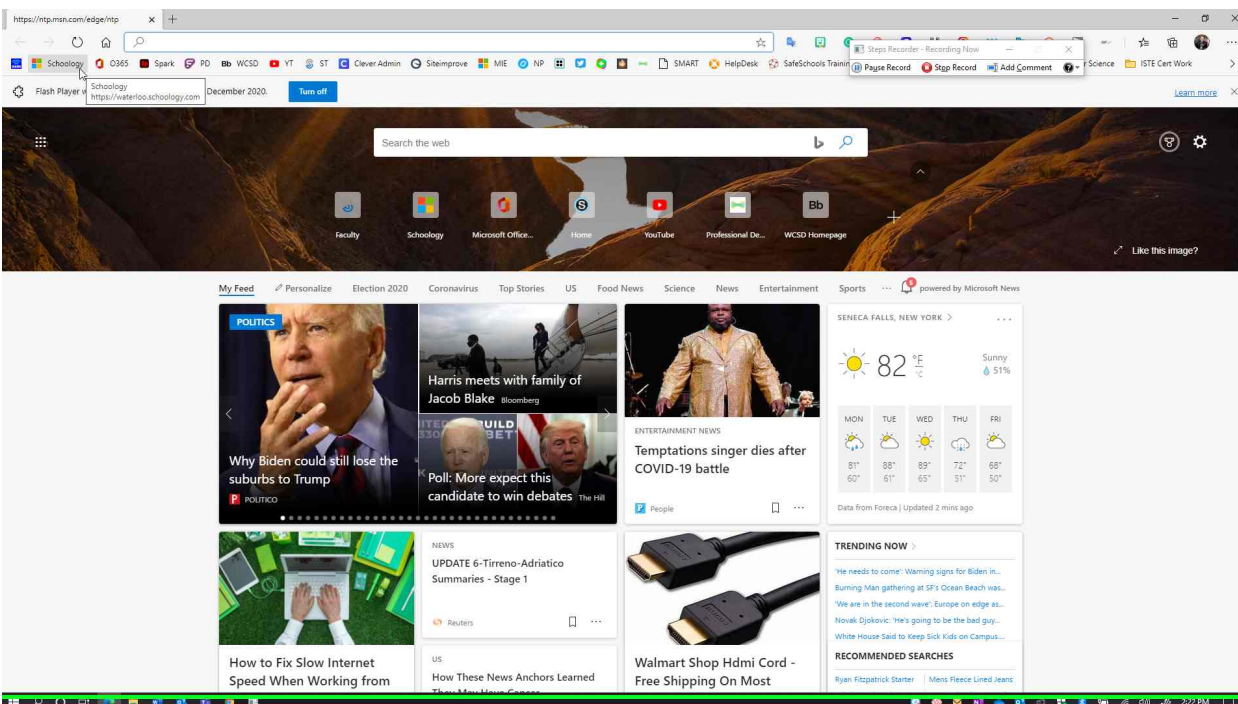 https://ntp.msn.com/edge/ntp
Steps Recorder - Recording Now
Pause Record Stop Record Add Comment
Schoology O365 Spark PD Bb WCSD YT ST Clever Admin Siteimprove MIE NP SMART HelpDesk SafeSchools Training Science ISTE Cert Work
Flash Player December 2020. Turn off Learn more
Schoology
https://waterloo.schoology.com
Search the web
Faculty Schoology Microsoft Office... Home YouTube Professional De... WCSD Homepage
Bb
Like this image?
My Feed Personalize Election 2020 Coronavirus Top Stories US Food News Science News Entertainment Sports ... powered by Microsoft News
POLITICS
Why Biden could still lose the
suburbs to Trump
POLITICO
Harris meets with family of
Jacob Blake Bloomberg
Poll: More expect this
candidate to win debates The Hill
ENTERTAINMENT NEWS
Temptations singer dies after
COVID-19 battle
People
SENECA FALLS, NEW YORK >
82 °F
°C
Sunny
51%
MON TUE WED THU FRI
81° 88° 89° 72° 68°
60° 61° 65° 51° 50°
Data from Foreca | Updated 2 mins ago
NEWS
UPDATE 6-Tirreno-Adriatico
Summaries - Stage 1
Reuters
How to Fix Slow Internet
Speed When Working from
US
How These News Anchors Learned
They May Have Cancer
Walmart Shop Hdmi Cord -
Free Shipping On Most
TRENDING NOW >
'He needs to come': Warning signs for Biden in...
Burning Man gathering at SF's Ocean Beach was...
'We are in the second wave': Europe on edge as...
Novak Djokovic: 'He's going to be the bad guy...
White House Said to Keep Sick Kids on Campus...
RECOMMENDED SEARCHES
Ryan Fitzpatrick Starter | Mens Fleece Lined Jeans
2:22 PM